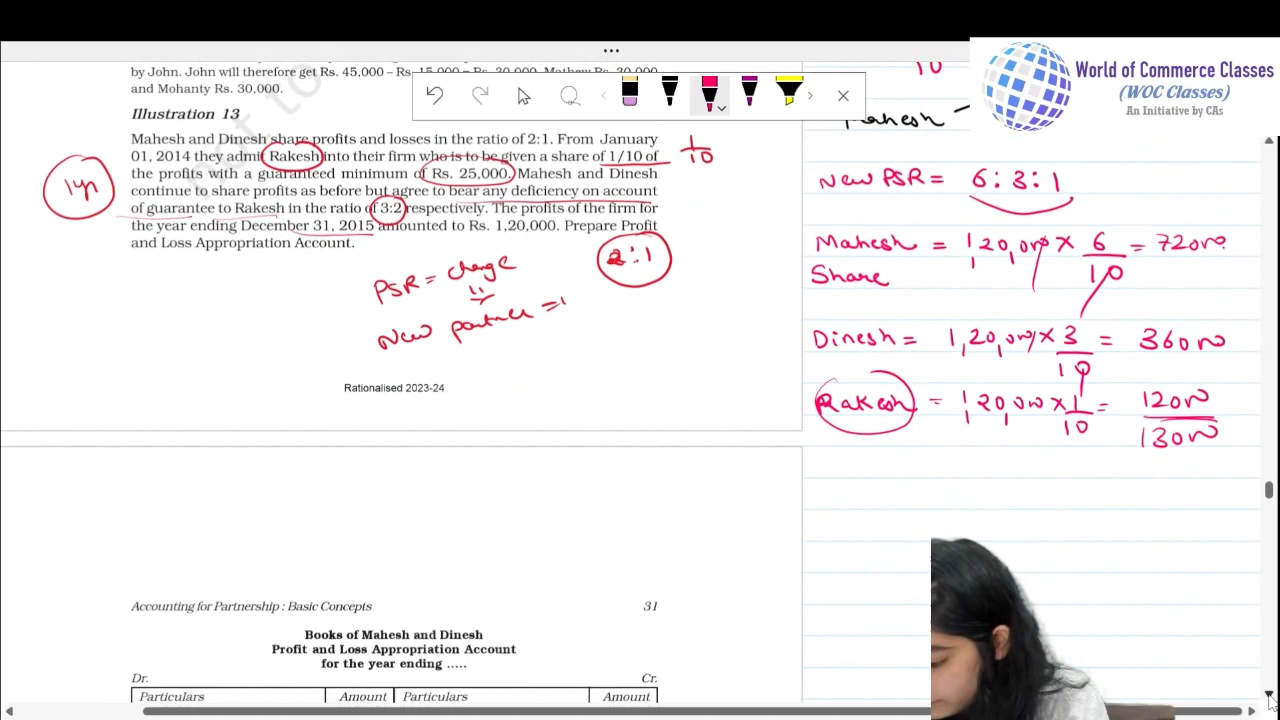 by John. John will therefore get Rs. 45,000 – Rs. 15,000 – Rs. 30,000, Mathew Rs. 30,000
and Mohanty Rs. 30,000.
Illustration 13
Mahesh and Dinesh share profits and losses in the ratio of 2:1. From January
01, 2014 they admit Rakesh into their firm who is to be given a share of 1/10 of
the profits with a guaranteed minimum of Rs. 25,000. Mahesh and Dinesh
continue to share profits as before but agree to bear any deficiency on account
of guarantee to Rakesh in the ratio of 3:2 respectively. The profits of the firm for
the year ending December 31, 2015 amounted to Rs. 1,20,000. Prepare Profit
and Loss Appropriation Account.
1/10
1yr
2:1
PSR = change
New partner =
Rationalised 2023-24
Accounting for Partnership : Basic Concepts 31
Books of Mahesh and Dinesh
Profit and Loss Appropriation Account
for the year ending .....
Dr. Cr.
Particulars Amount Particulars Amount
World of Commerce Classes
(WOC Classes)
An Initiative by CAs
10
Mahesh
New PSR = 6:3:1
Mahesh = 1,20,000 × 6/10 = 72000
Share
Dinesh = 1,20,000 × 3/10 = 36000
Rakesh = 1,20,000 × 1/10 = 12000
13000